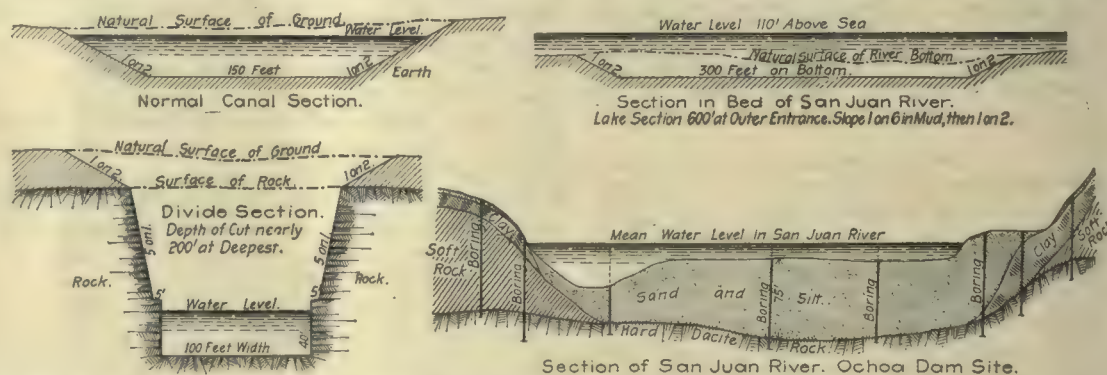 Natural Surface of Ground
Water Level.
1 on 2.
150 Feet
1 on 2.
Earth
Normal Canal Section.
Water Level 110' Above Sea
Natural Surface of River Bottom
1 on 2
300 Feet on Bottom.
1 on 2
Section in Bed of San Juan River.
Lake Section 600' at Outer Entrance. Slope 1 on 6 in Mud, then 1 on 2.
Natural Surface of Ground
1 on 2.
1 on 2.
Surface of Rock.
Divide Section.
Depth of Cut nearly
200' at Deepest.
5 on 1.
5 on 1.
Rock.
Rock.
5'
5'
Water Level.
100 Feet Width
40'
Mean Water Level in San Juan River
Clay
Soft
Rock
Boring
Boring
Sand and Silt.
Boring
75'
Boring
Boring
Clay
Soft
Rock
Hard Dacite Rock
Section of San Juan River. Ochoa Dam Site.